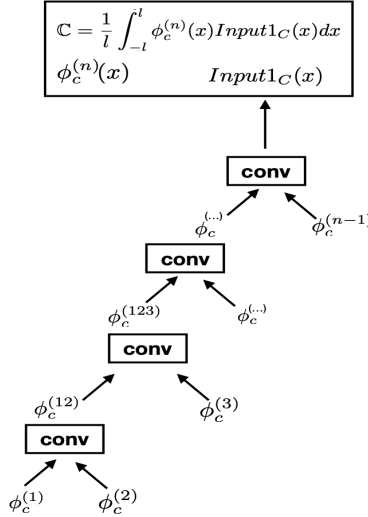 ℂ = 1/l ∫_{-l}^{l} ϕ_c^{(n)}(x)Input1_C(x)dx
ϕ_c^{(n)}(x) Input1_C(x)
conv
ϕ_c^{(...)} ϕ_c^{(n−1)}
conv
ϕ_c^{(123)} ϕ_c^{(...)}
conv
ϕ_c^{(12)} ϕ_c^{(3)}
conv
ϕ_c^{(1)} ϕ_c^{(2)}